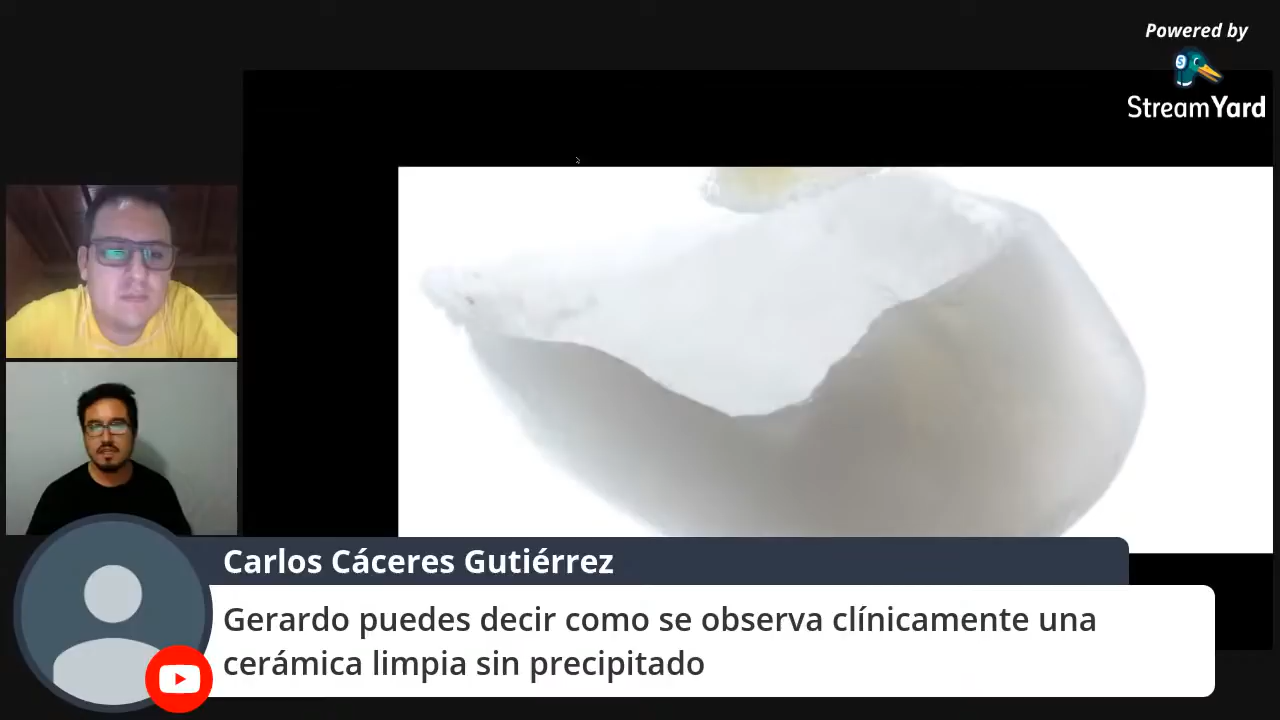 Powered by
StreamYard
Carlos Cáceres Gutiérrez
Gerardo puedes decir como se observa clínicamente una
cerámica limpia sin precipitado